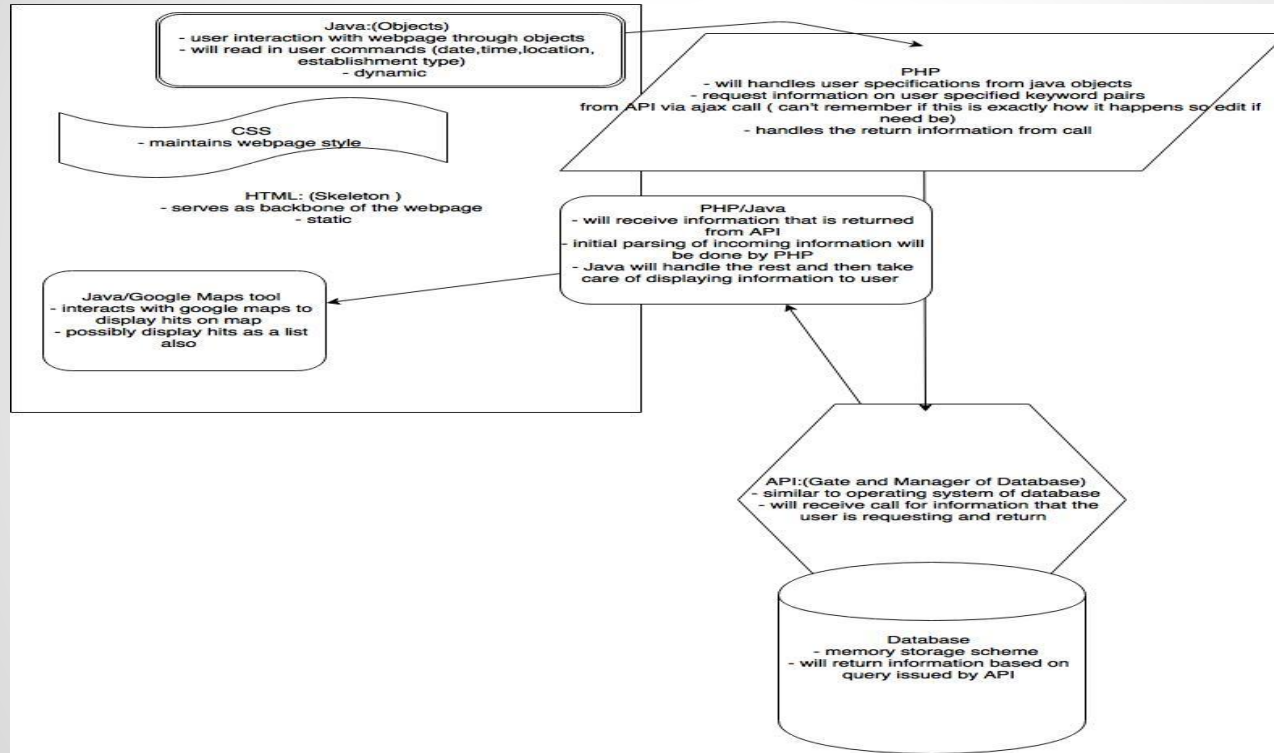 Java:(Objects)
- user interaction with webpage through objects
- will read in user commands (date,time,location,
establishment type)
- dynamic
PHP
- will handles user specifications from java objects
- request information on user specified keyword pairs
from API via ajax call ( can't remember if this is exactly how it happens so edit if
need be)
- handles the return information from call
CSS
- maintains webpage style
HTML: (Skeleton )
- serves as backbone of the webpage
- static
PHP/Java
- will receive information that is returned
from API
- initial parsing of incoming information will
be done by PHP
- Java will handle the rest and then take
care of displaying information to user
Java/Google Maps tool
- interacts with google maps to
display hits on map
- possibly display hits as a list
also
API:(Gate and Manager of Database)
- similar to operating system of database
- will receive call for information that the
user is requesting and return
Database
- memory storage scheme
- will return information based on
query issued by API